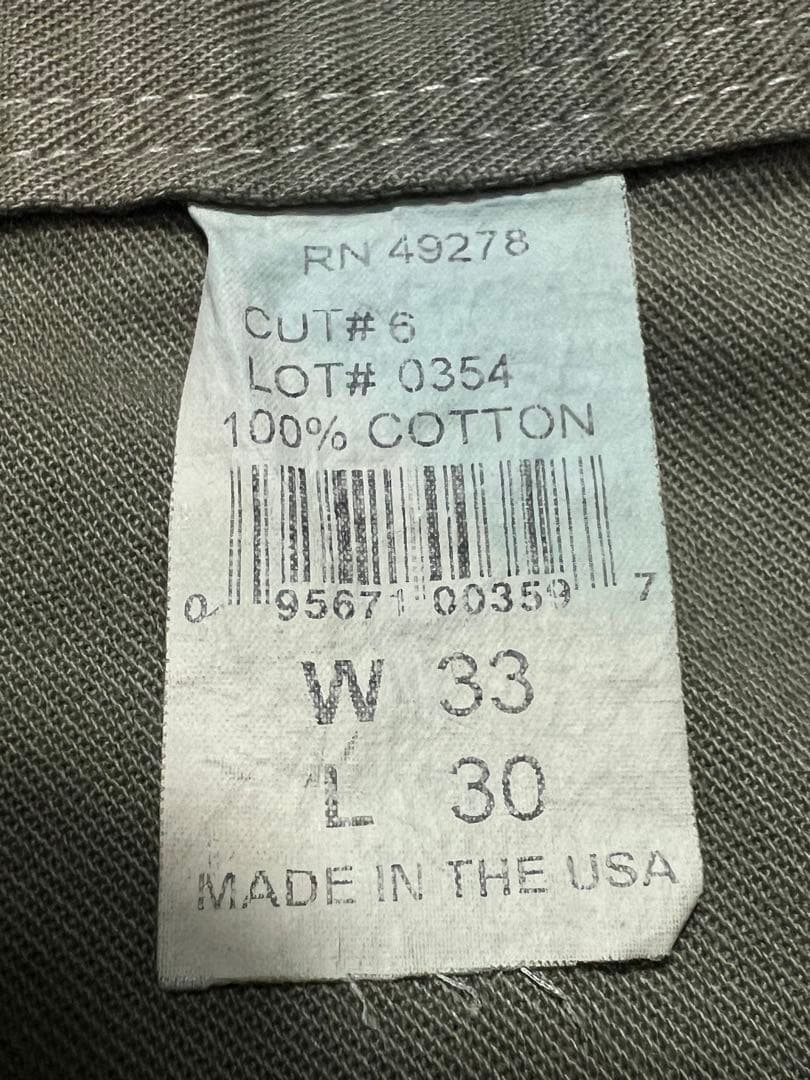 RN 49278
CUT# 6
LOT# 0354
100% COTTON
0 95671 00359 7
W 33
L 30
MADE IN THE USA